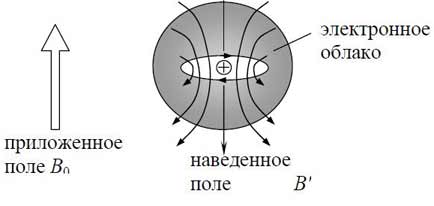 электронное
облако
приложенное
поле B₀
наведенное
поле B'